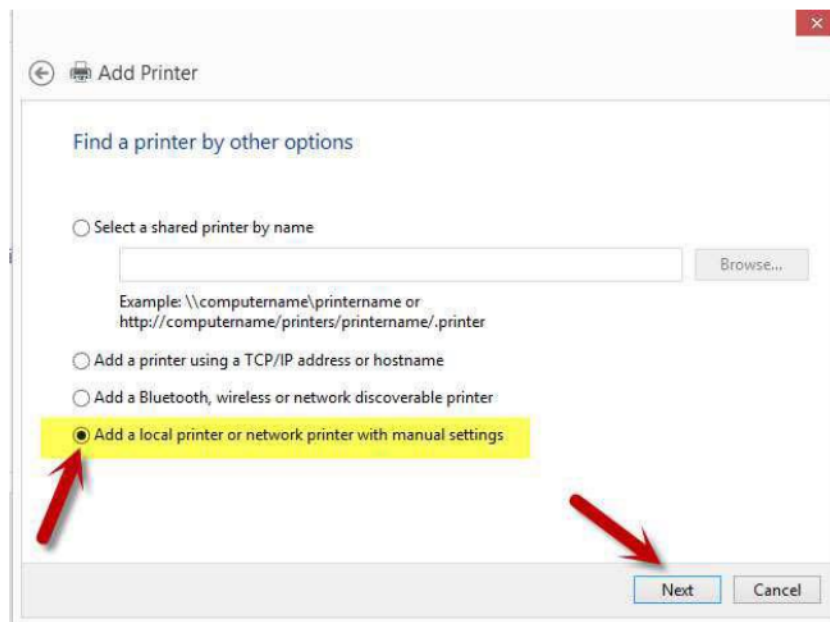 Add Printer
Find a printer by other options
Select a shared printer by name
Browse...
Example: \\computername\printername or
http://computername/printers/printername/.printer
Add a printer using a TCP/IP address or hostname
Add a Bluetooth, wireless or network discoverable printer
Add a local printer or network printer with manual settings
Next Cancel